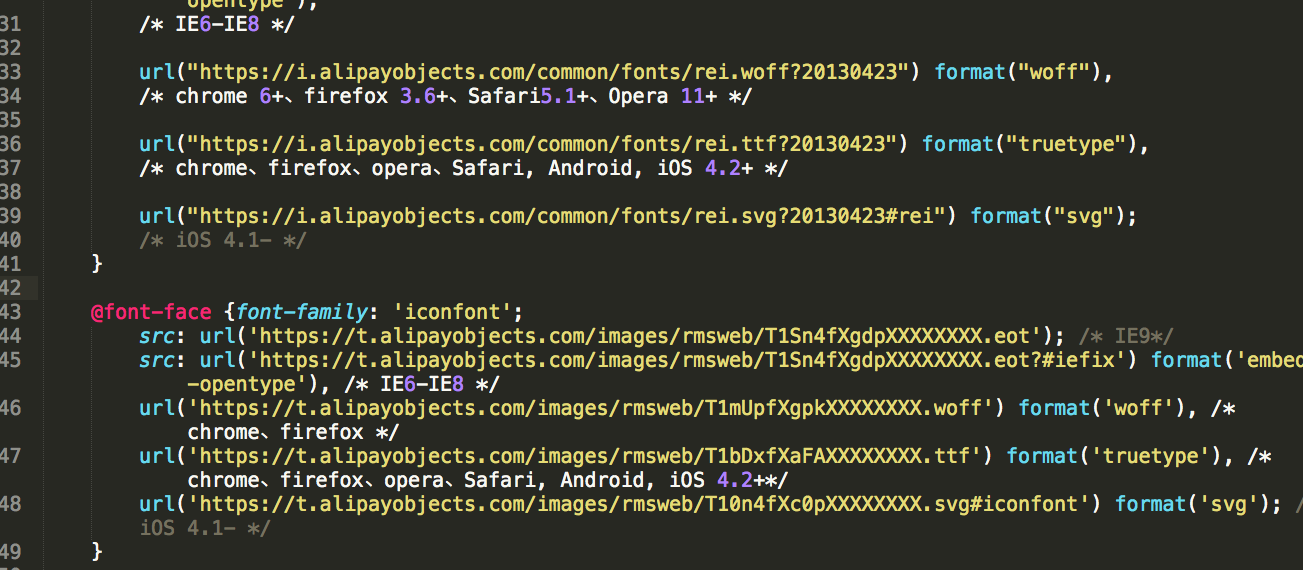 opentype"),
31 /* IE6-IE8 */
32
33 url("https://i.alipayobjects.com/common/fonts/rei.woff?20130423") format("woff"),
34 /* chrome 6+、firefox 3.6+、Safari5.1+、Opera 11+ */
35
36 url("https://i.alipayobjects.com/common/fonts/rei.ttf?20130423") format("truetype"),
37 /* chrome、firefox、opera、Safari, Android, iOS 4.2+ */
38
39 url("https://i.alipayobjects.com/common/fonts/rei.svg?20130423#rei") format("svg");
40 /* iOS 4.1- */
41 }
42
43 @font-face {font-family: 'iconfont';
44 src: url('https://t.alipayobjects.com/images/rmsweb/T1Sn4fXgdpXXXXXXXX.eot'); /* IE9*/
45 src: url('https://t.alipayobjects.com/images/rmsweb/T1Sn4fXgdpXXXXXXXX.eot?#iefix') format('embed
-opentype'), /* IE6-IE8 */
46 url('https://t.alipayobjects.com/images/rmsweb/T1mUpfXgpkXXXXXXXX.woff') format('woff'), /*
chrome、firefox */
47 url('https://t.alipayobjects.com/images/rmsweb/T1bDxfXaFAXXXXXXXX.ttf') format('truetype'), /*
chrome、firefox、opera、Safari, Android, iOS 4.2+*/
48 url('https://t.alipayobjects.com/images/rmsweb/T10n4fXc0pXXXXXXXX.svg#iconfont') format('svg'); /
iOS 4.1- */
49 }